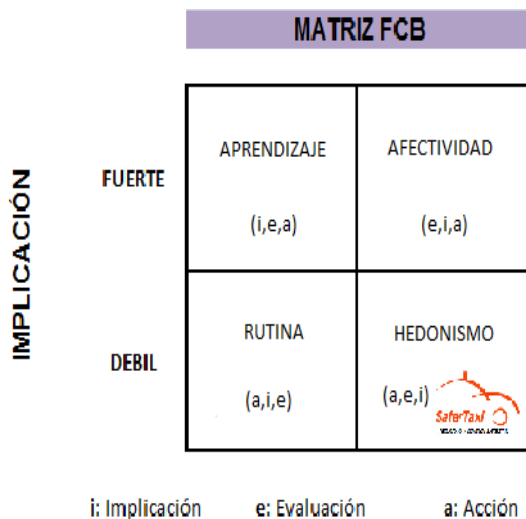 MATRIZ FCB
IMPLICACIÓN
FUERTE
APRENDIZAJE
(i,e,a)
AFECTIVIDAD
(e,i,a)
DEBIL
RUTINA
(a,i,e)
HEDONISMO
(a,e,i)
SaferTaxi
i: Implicación e: Evaluación a: Acción